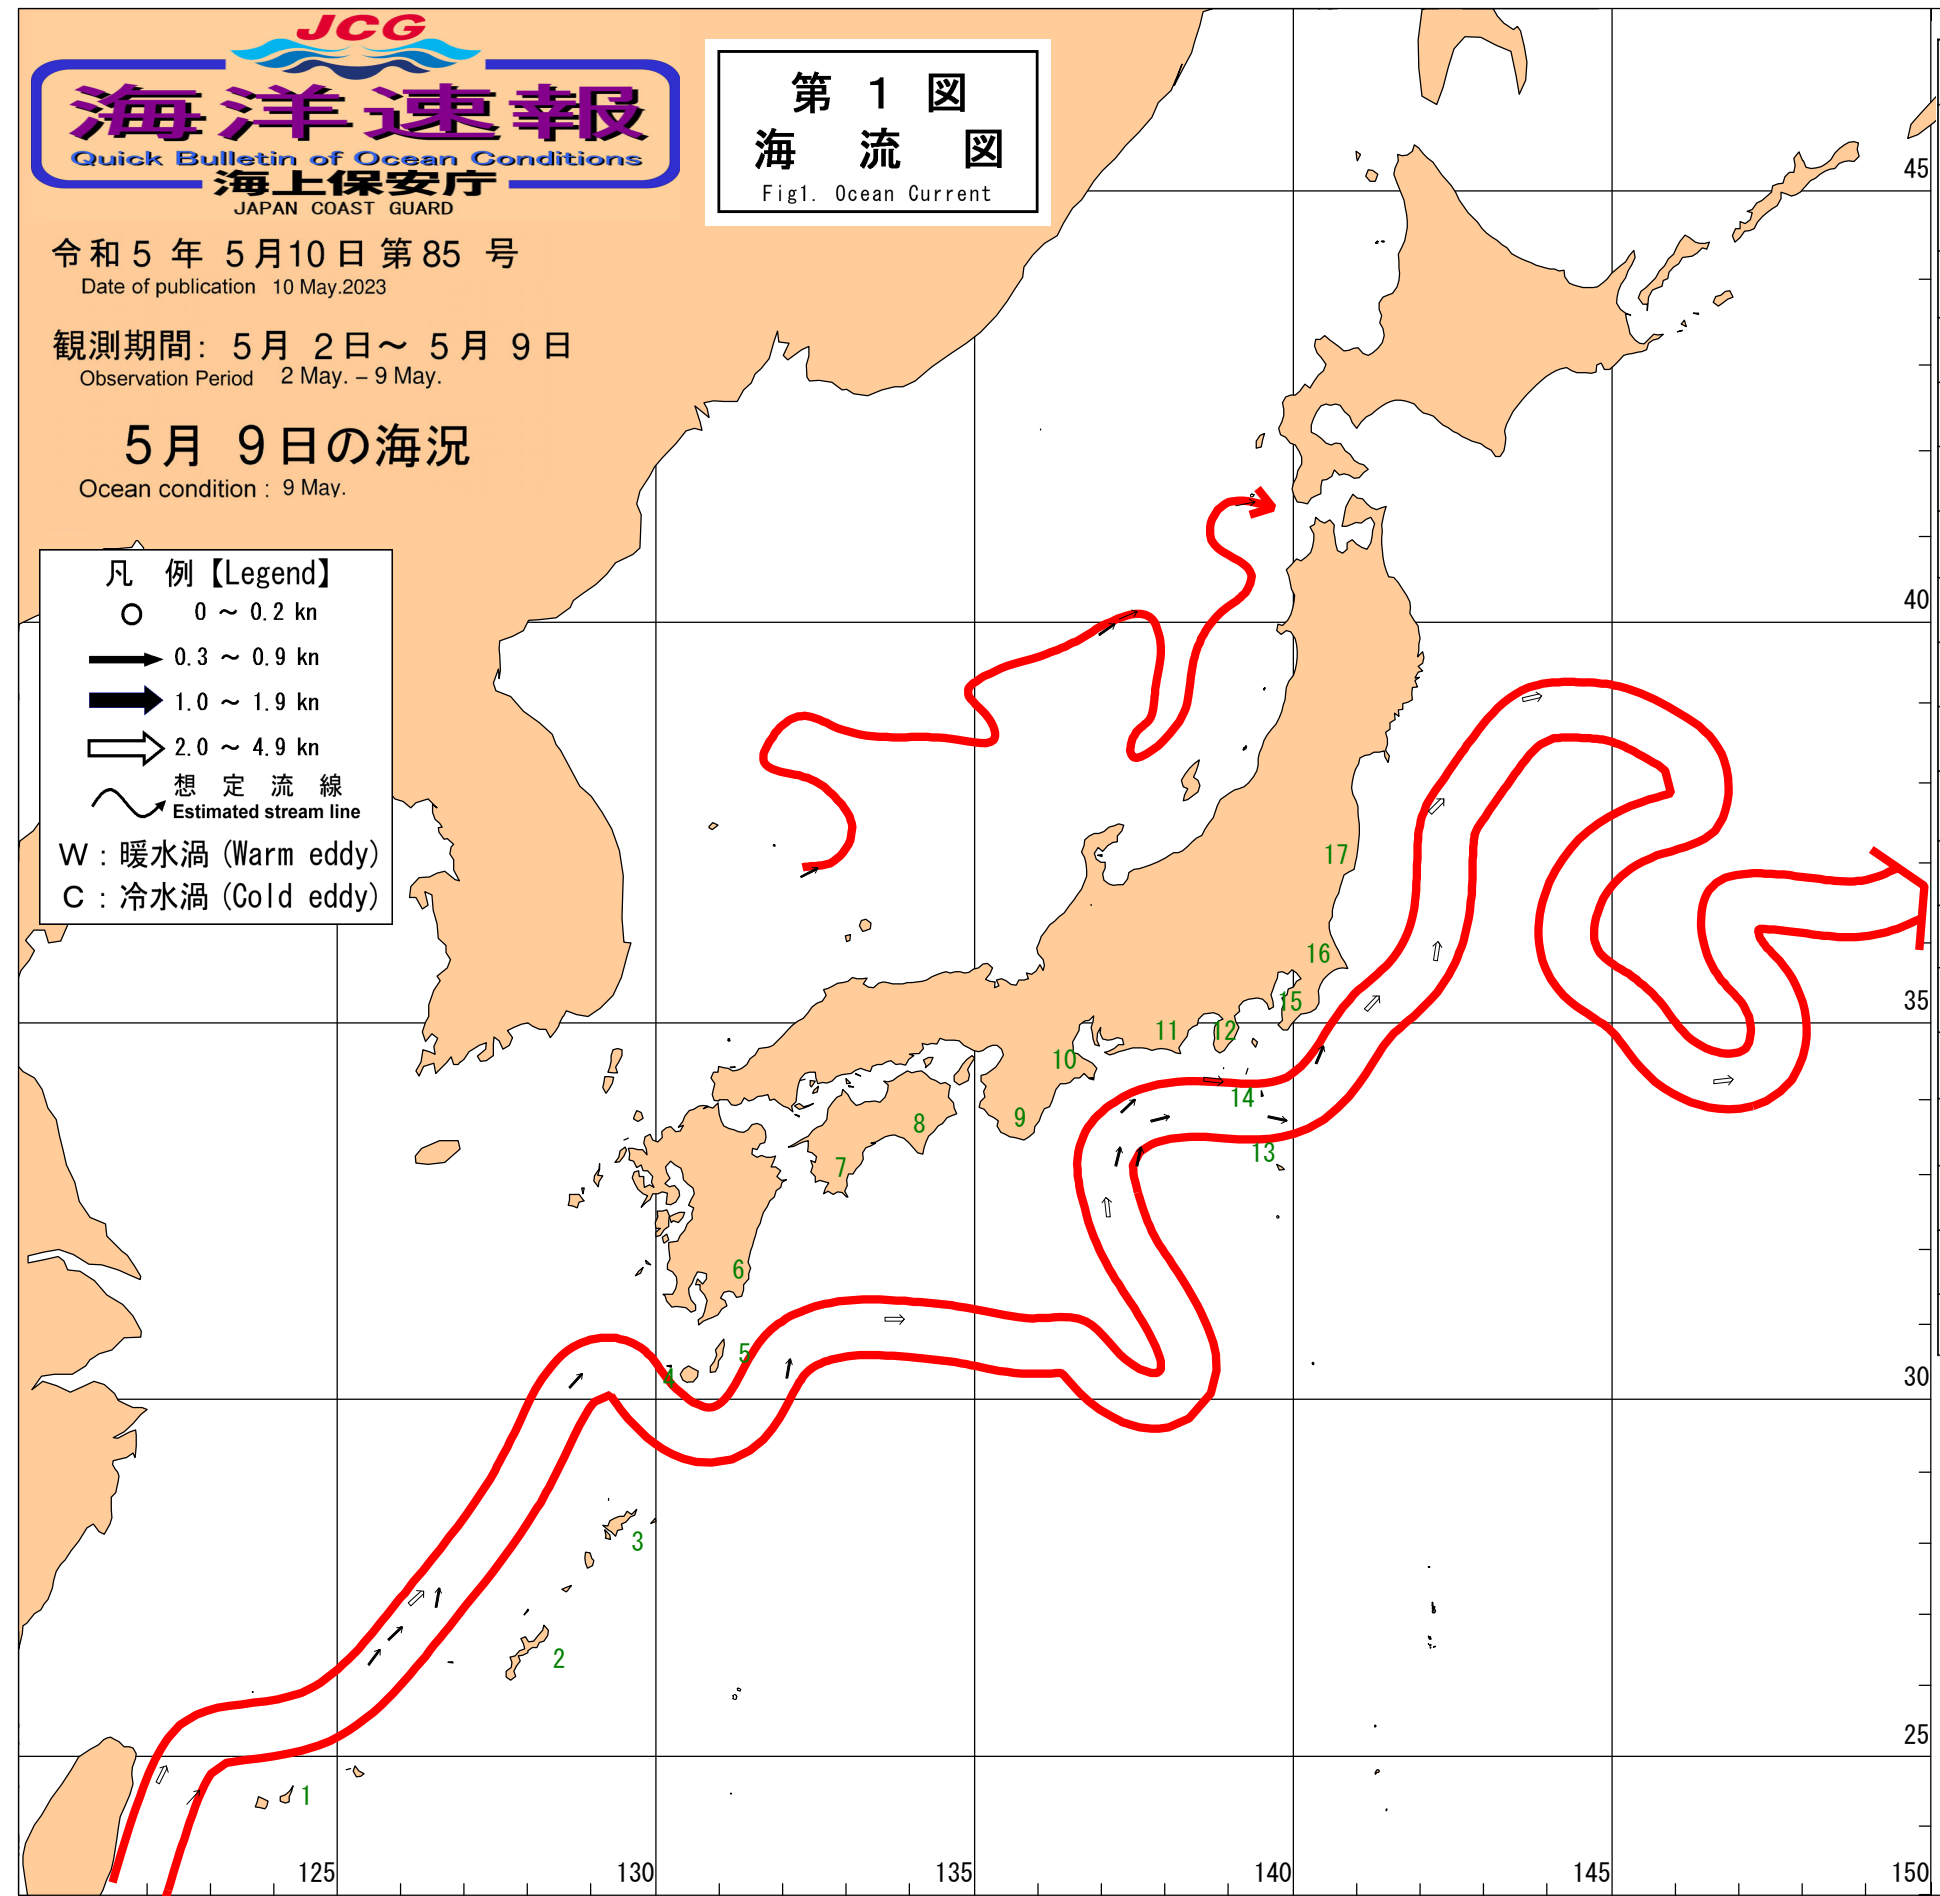 JCG
海洋速報
Quick Bulletin of Ocean Conditions
海上保安庁
JAPAN COAST GUARD
第 1 図
海 流 図
Fig1. Ocean Current
令和 5 年 5月10日 第85 号
Date of publication 10 May.2023
観測期間: 5月 2日～ 5月 9日
Observation Period 2 May. – 9 May.
5月 9日の海況
Ocean condition : 9 May.
凡 例【Legend】
0 ～ 0.2 kn
0.3 ～ 0.9 kn
1.0 ～ 1.9 kn
2.0 ～ 4.9 kn
想 定 流 線
Estimated stream line
W : 暖水渦 (Warm eddy)
C : 冷水渦 (Cold eddy)
45
40
35
30
25
17
16
15
12
11
10
14
13
9
8
7
6
5
4
3
2
1
125
130
135
140
145
150